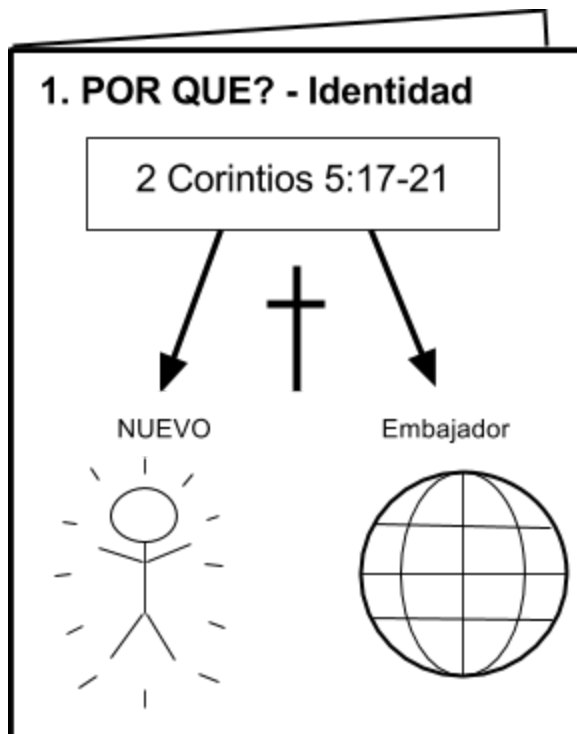 1. POR QUE? - Identidad
2 Corintios 5:17-21
NUEVO
Embajador